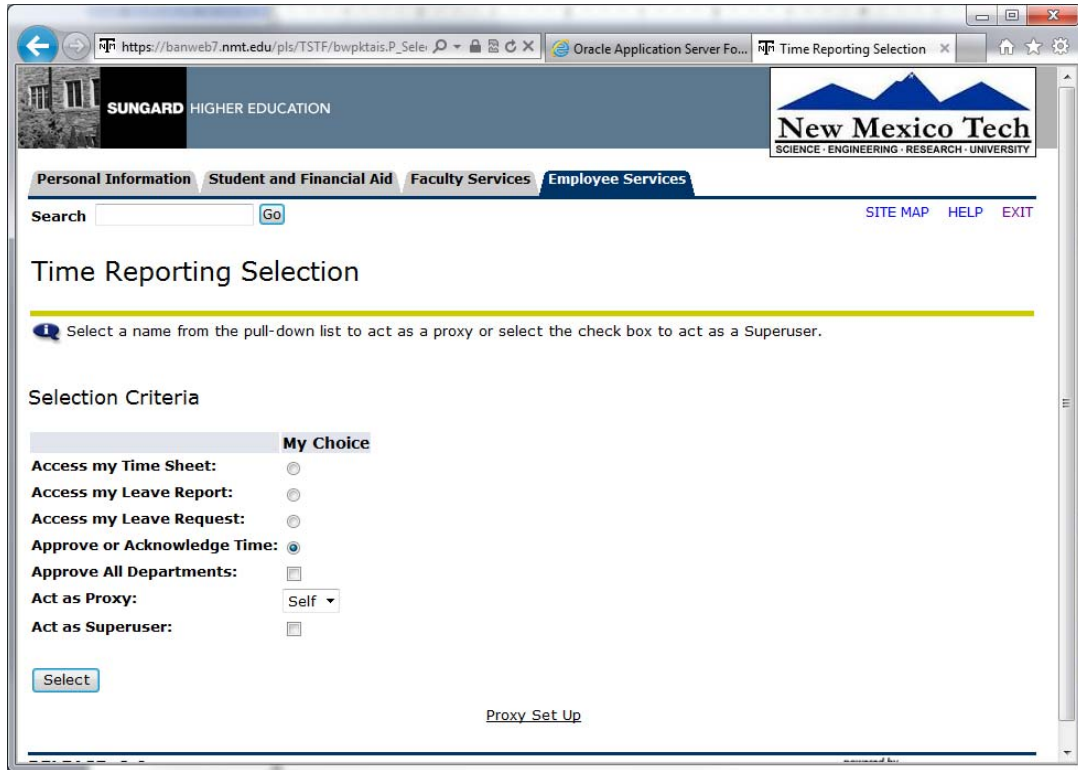 https://banweb7.nmt.edu/pls/TSTF/bwpktais.P_Sele
Oracle Application Server Fo...
Time Reporting Selection
SUNGARD HIGHER EDUCATION
New Mexico Tech
SCIENCE · ENGINEERING · RESEARCH · UNIVERSITY
Personal Information Student and Financial Aid Faculty Services Employee Services
Search Go SITE MAP HELP EXIT
Time Reporting Selection
Select a name from the pull-down list to act as a proxy or select the check box to act as a Superuser.
Selection Criteria
My Choice
Access my Time Sheet:
Access my Leave Report:
Access my Leave Request:
Approve or Acknowledge Time:
Approve All Departments:
Act as Proxy: Self
Act as Superuser:
Select
Proxy Set Up